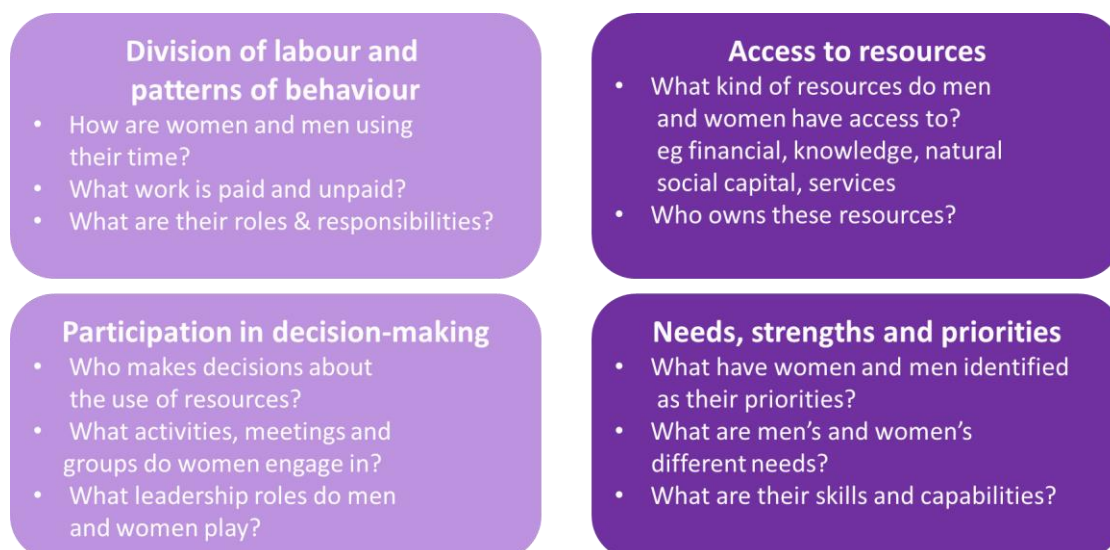 Division of labour and
patterns of behaviour
• How are women and men using
their time?
• What work is paid and unpaid?
• What are their roles & responsibilities?
Access to resources
• What kind of resources do men
and women have access to?
eg financial, knowledge, natural
social capital, services
• Who owns these resources?
Participation in decision-making
• Who makes decisions about
the use of resources?
• What activities, meetings and
groups do women engage in?
• What leadership roles do men
and women play?
Needs, strengths and priorities
• What have women and men identified
as their priorities?
• What are men’s and women’s
different needs?
• What are their skills and capabilities?